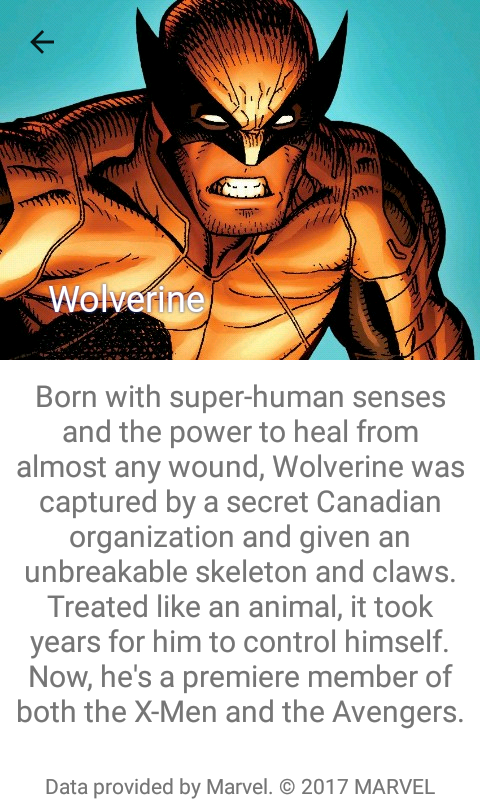 Wolverine
Born with super-human senses
and the power to heal from
almost any wound, Wolverine was
captured by a secret Canadian
organization and given an
unbreakable skeleton and claws.
Treated like an animal, it took
years for him to control himself.
Now, he's a premiere member of
both the X-Men and the Avengers.
Data provided by Marvel. © 2017 MARVEL